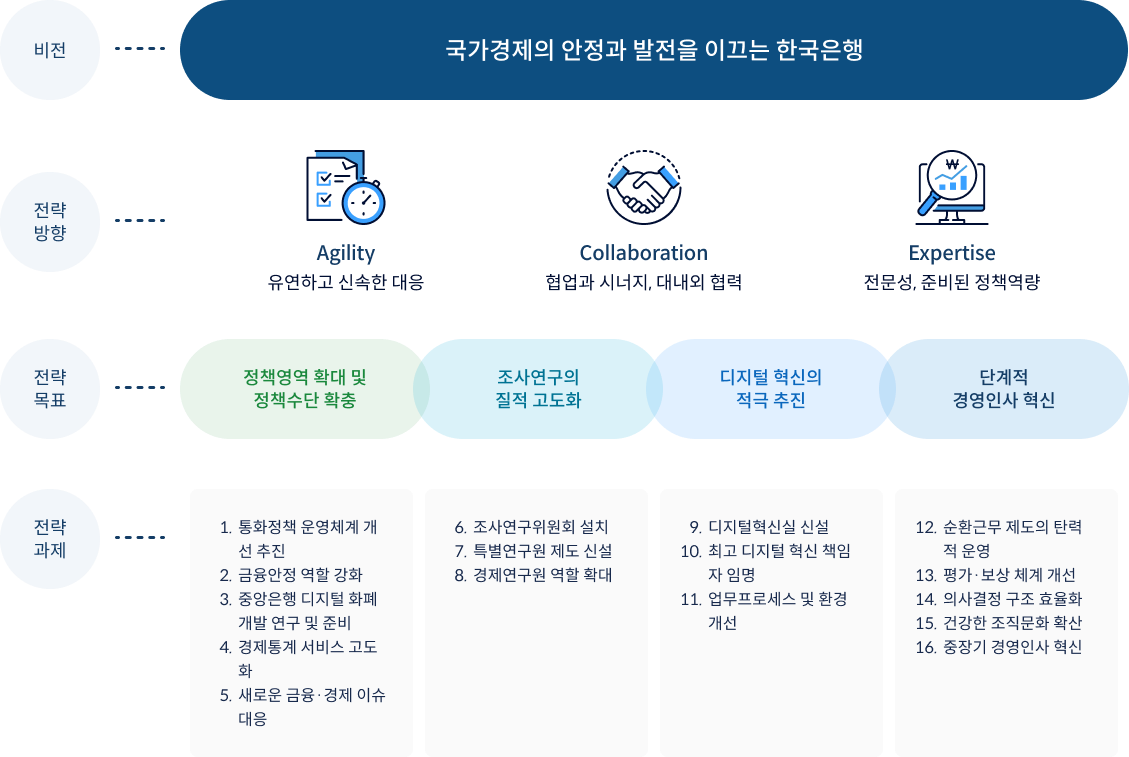 비전
국가경제의 안정과 발전을 이끄는 한국은행
전략
방향
₩
Agility
유연하고 신속한 대응
Collaboration
협업과 시너지, 대내외 협력
Expertise
전문성, 준비된 정책역량
전략
목표
정책영역 확대 및
정책수단 확충
조사연구의
질적 고도화
디지털 혁신의
적극 추진
단계적
경영인사 혁신
전략
과제
1. 통화정책 운영체계 개
선 추진
2. 금융안정 역할 강화
3. 중앙은행 디지털 화폐
개발 연구 및 준비
4. 경제통계 서비스 고도
화
5. 새로운 금융·경제 이슈
대응
6. 조사연구위원회 설치
7. 특별연구원 제도 신설
8. 경제연구원 역할 확대
9. 디지털혁신실 신설
10. 최고 디지털 혁신 책임
자 임명
11. 업무프로세스 및 환경
개선
12. 순환근무 제도의 탄력
적 운영
13. 평가·보상 체계 개선
14. 의사결정 구조 효율화
15. 건강한 조직문화 확산
16. 중장기 경영인사 혁신